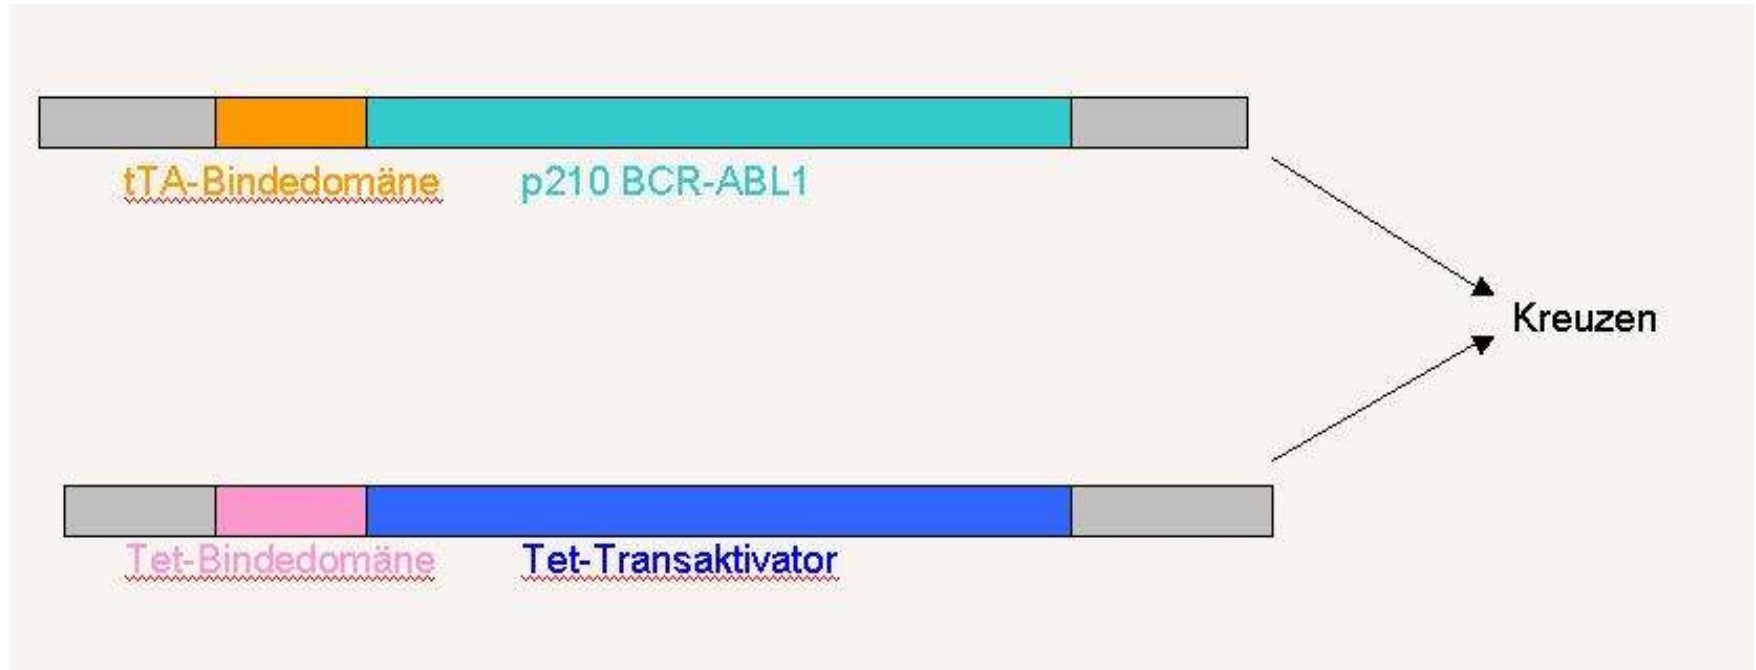 tTA-Bindedomäne p210 BCR-ABL1
Kreuzen
Tet-Bindedomäne Tet-Transaktivator